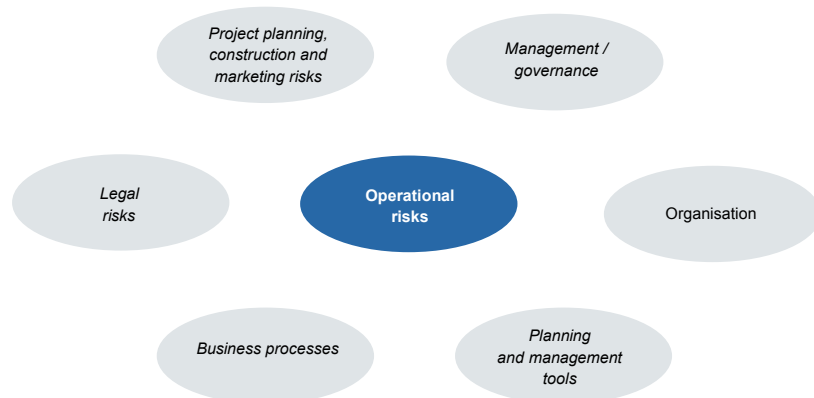 Project planning,
construction and
marketing risks
Management /
governance
Legal
risks
Operational
risks
Organisation
Business processes
Planning
and management
tools